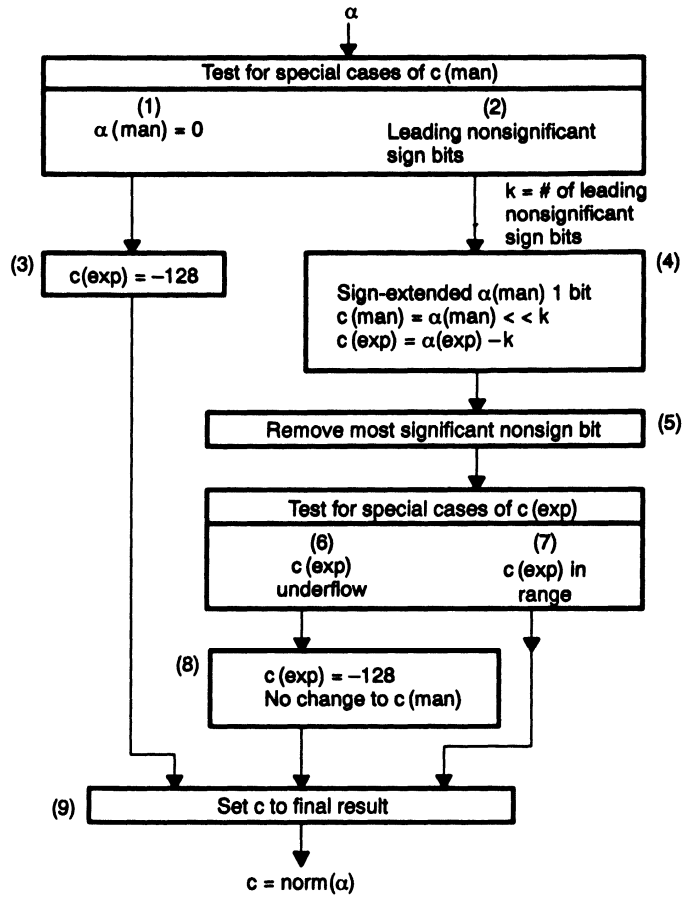 α
Test for special cases of c (man)
(1)
α (man) = 0
(2)
Leading nonsignificant
sign bits
k = # of leading
nonsignificant
sign bits
(3)
c(exp) = –128
(4)
Sign-extended α(man) 1 bit
c (man) = α(man) < < k
c (exp) = α(exp) – k
Remove most significant nonsign bit
(5)
Test for special cases of c (exp)
(6)
c (exp)
underflow
(7)
c (exp) in
range
(8)
c (exp) = –128
No change to c (man)
(9)
Set c to final result
c = norm(α)